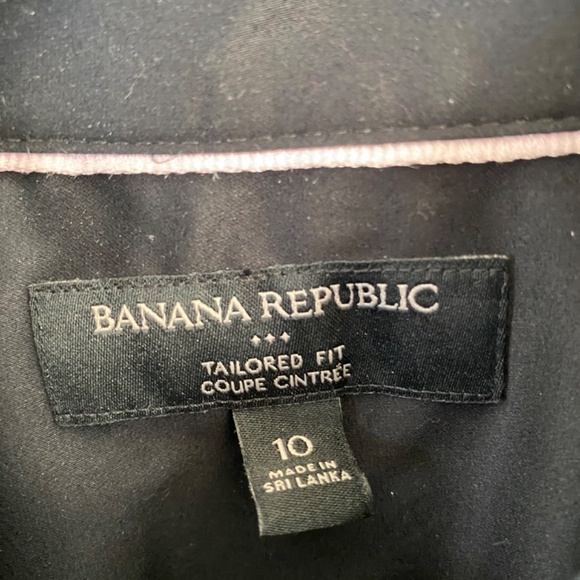 BANANA REPUBLIC
TAILORED FIT
COUPE CINTRÉE
10
MADE IN
SRI LANKA